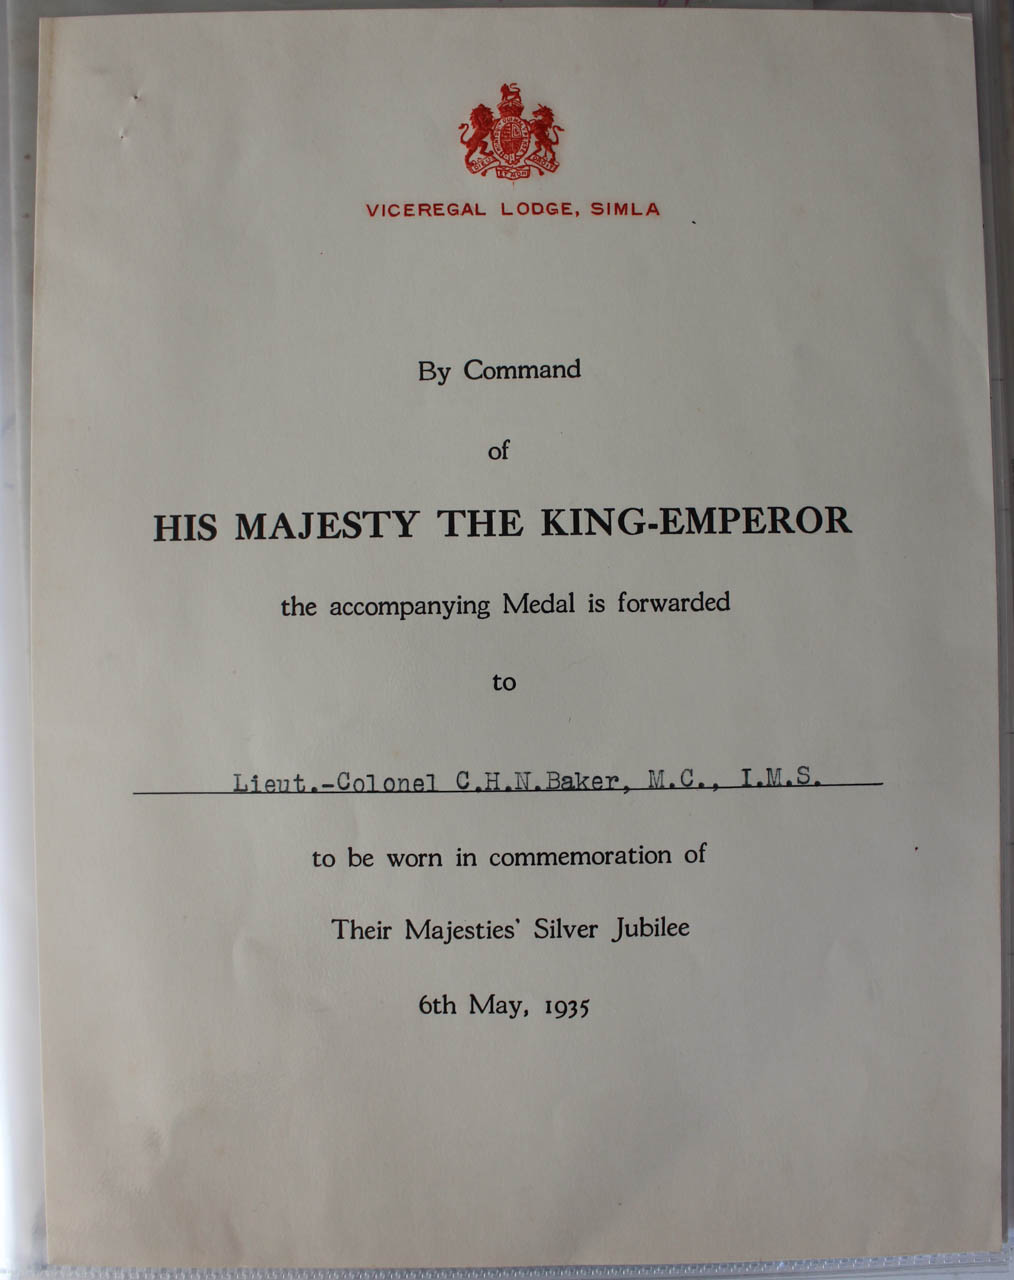 VICEREGAL LODGE, SIMLA
By Command
of
HIS MAJESTY THE KING-EMPEROR
the accompanying Medal is forwarded
to
Lieut.-Colonel C.H.N.Baker, M.C., I.M.S.
to be worn in commemoration of
Their Majesties' Silver Jubilee
6th May, 1935